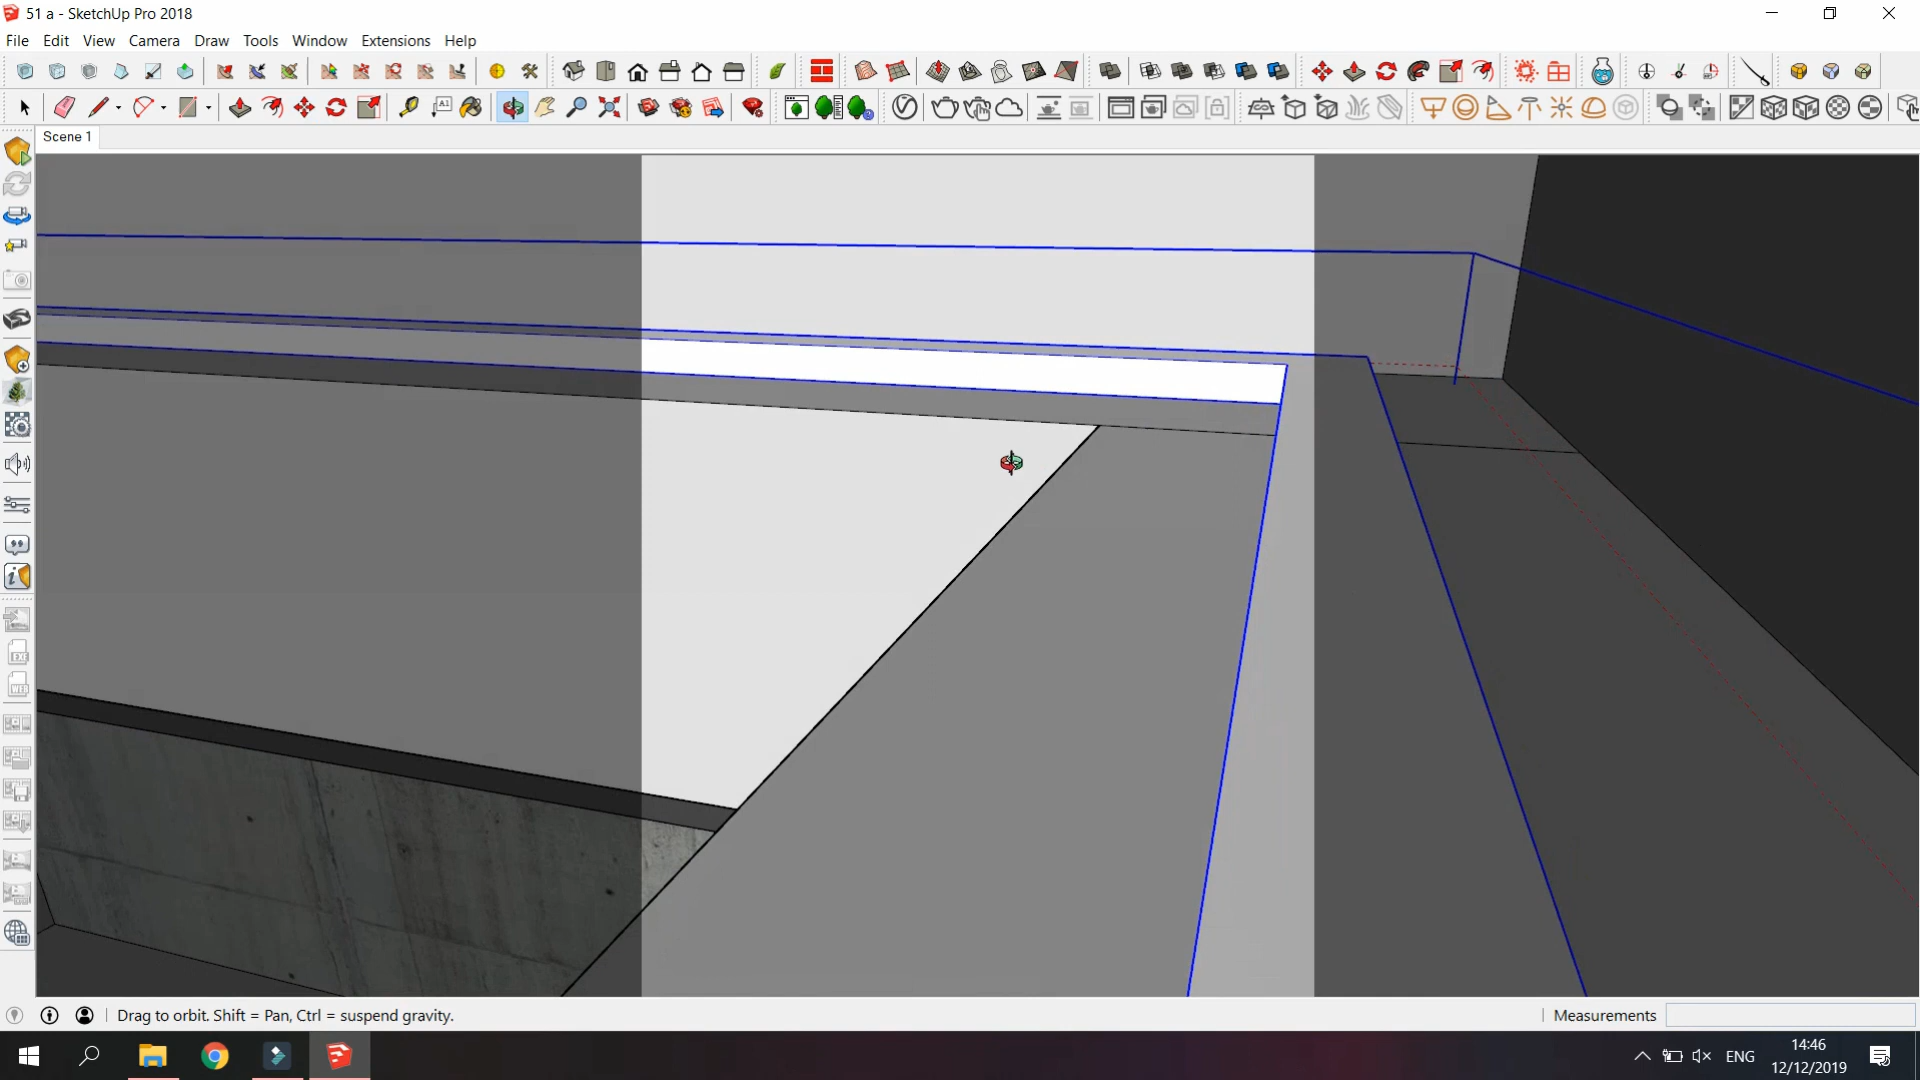 51 a - SketchUp Pro 2018
File Edit View Camera Draw Tools Window Extensions Help
Scene 1
Drag to orbit. Shift = Pan, Ctrl = suspend gravity.
Measurements
ENG
14:46
12/12/2019